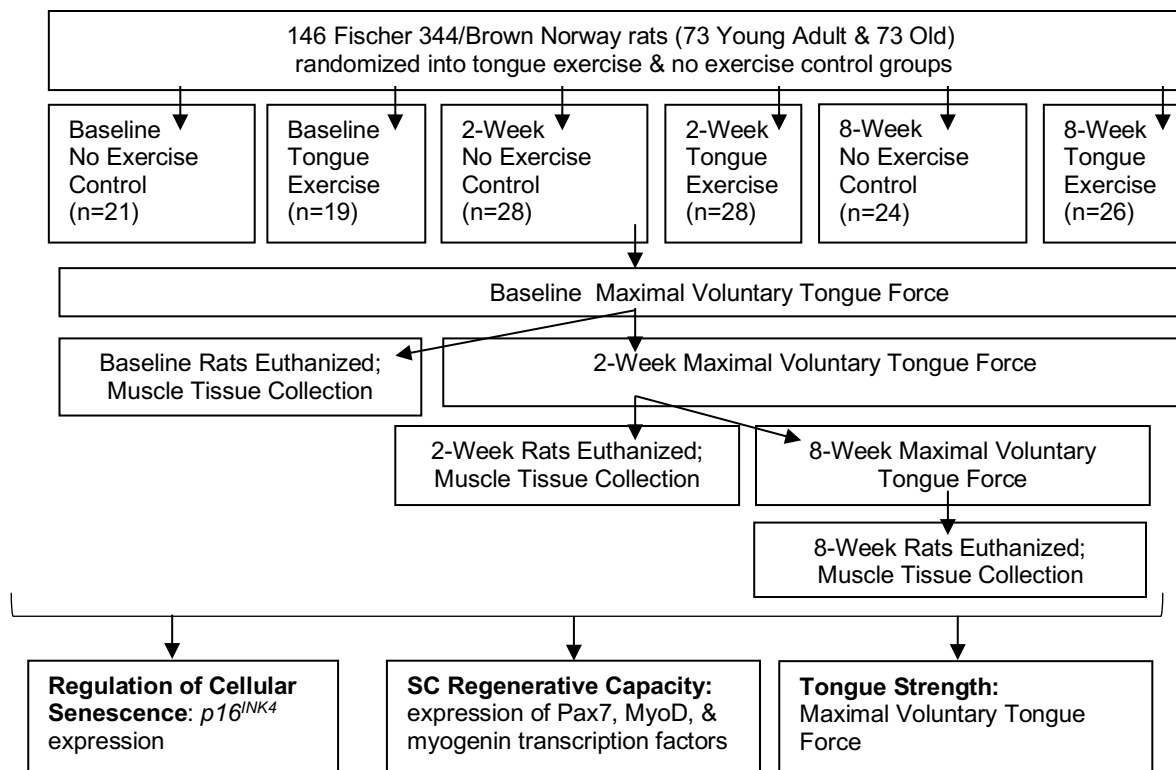 146 Fischer 344/Brown Norway rats (73 Young Adult & 73 Old)
randomized into tongue exercise & no exercise control groups
Baseline
No Exercise
Control
(n=21)
Baseline
Tongue
Exercise
(n=19)
2-Week
No Exercise
Control
(n=28)
2-Week
Tongue
Exercise
(n=28)
8-Week
No Exercise
Control
(n=24)
8-Week
Tongue
Exercise
(n=26)
Baseline Maximal Voluntary Tongue Force
Baseline Rats Euthanized;
Muscle Tissue Collection
2-Week Maximal Voluntary Tongue Force
2-Week Rats Euthanized;
Muscle Tissue Collection
8-Week Maximal Voluntary
Tongue Force
8-Week Rats Euthanized;
Muscle Tissue Collection
Regulation of Cellular
Senescence: p16^INK4
expression
SC Regenerative Capacity:
expression of Pax7, MyoD, &
myogenin transcription factors
Tongue Strength:
Maximal Voluntary Tongue
Force